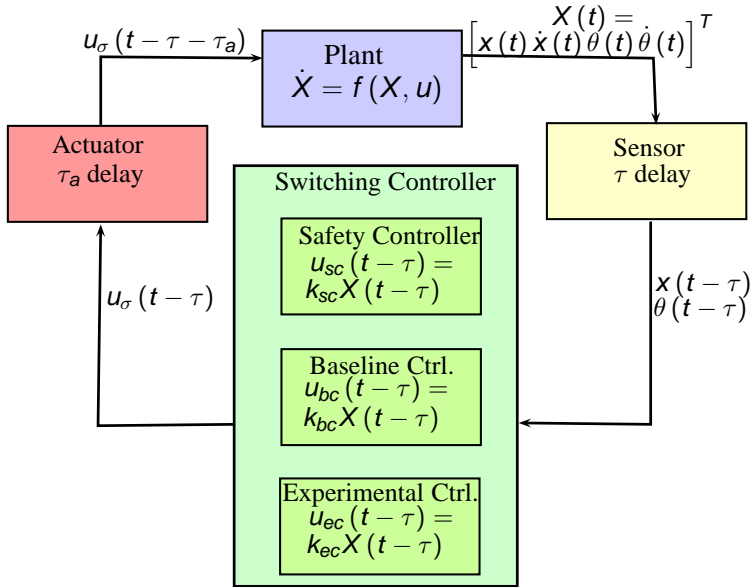 u_σ (t − τ − τ_a)
Plant
Ẋ = f (X, u)
X (t) =
[x (t) ẋ (t) θ (t) θ̇ (t)]^T
Actuator
τ_a delay
Sensor
τ delay
Switching Controller
Safety Controller
u_sc (t − τ) =
k_sc X (t − τ)
u_σ (t − τ)
x (t − τ)
θ (t − τ)
Baseline Ctrl.
u_bc (t − τ) =
k_bc X (t − τ)
Experimental Ctrl.
u_ec (t − τ) =
k_ec X (t − τ)